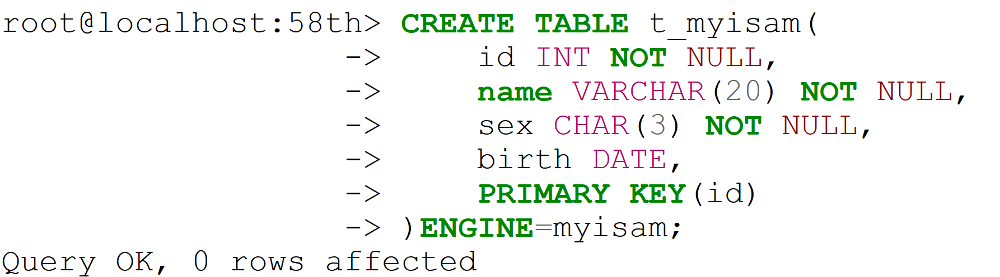 root@localhost:58th> CREATE TABLE t_myisam(
-> id INT NOT NULL,
-> name VARCHAR(20) NOT NULL,
-> sex CHAR(3) NOT NULL,
-> birth DATE,
-> PRIMARY KEY(id)
-> )ENGINE=myisam;
Query OK, 0 rows affected